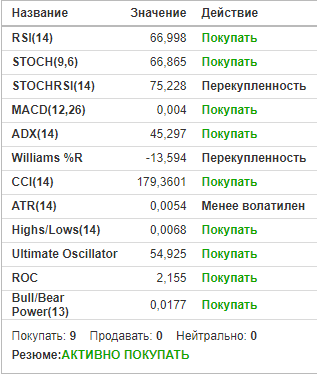 Название Значение Действие
RSI(14) 66,998 Покупать
STOCH(9,6) 66,865 Покупать
STOCHRSI(14) 75,228 Перекупленность
MACD(12,26) 0,004 Покупать
ADX(14) 45,297 Покупать
Williams %R -13,594 Перекупленность
CCI(14) 179,3601 Покупать
ATR(14) 0,0054 Менее волатилен
Highs/Lows(14) 0,0068 Покупать
Ultimate Oscillator 54,925 Покупать
ROC 2,155 Покупать
Bull/Bear
Power(13) 0,0177 Покупать
Покупать: 9 Продавать: 0 Нейтрально: 0
Резюме:АКТИВНО ПОКУПАТЬ